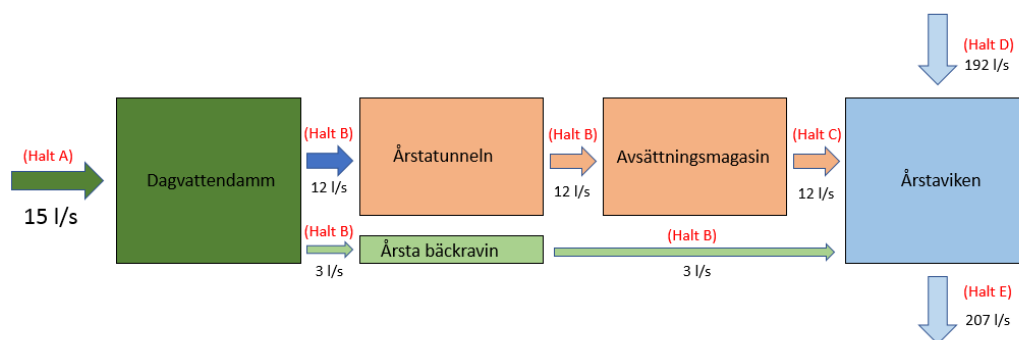 (Halt D)
192 l/s
(Halt A)
15 l/s
Dagvattendamm
(Halt B)
12 l/s
Årstatunneln
(Halt B)
12 l/s
Avsättningsmagasin
(Halt C)
12 l/s
Årstaviken
(Halt B)
3 l/s
Årsta bäckravin
(Halt B)
3 l/s
(Halt E)
207 l/s